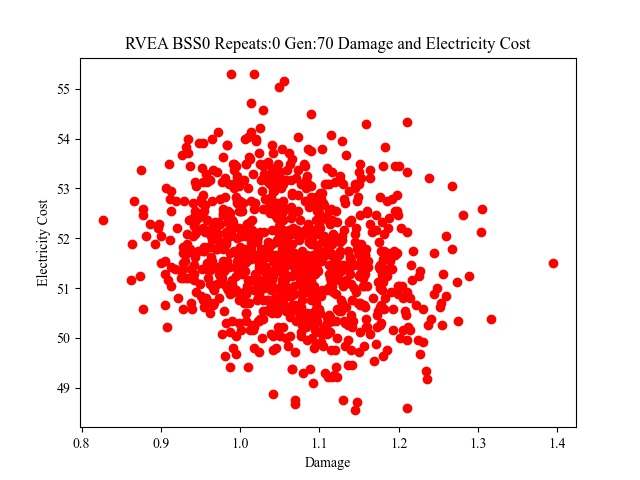 RVEA BSS0 Repeats:0 Gen:70 Damage and Electricity Cost
55
54
53
52
51
50
49
Electricity Cost
0.8 0.9 1.0 1.1 1.2 1.3 1.4
Damage